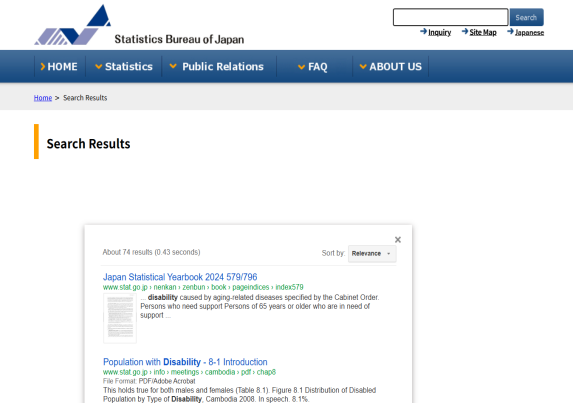 Statistics Bureau of Japan
Search
Inquiry Site Map Japanese
HOME Statistics Public Relations FAQ ABOUT US
Home > Search Results
Search Results
×
About 74 results (0.43 seconds) Sort by: Relevance
Japan Statistical Yearbook 2024 579/796
www.stat.go.jp › nenkan › zenbun › book › pageindices › index579
... disability caused by aging-related diseases specified by the Cabinet Order.
Persons who need support Persons of 65 years or older who are in need of
support ...
Population with Disability - 8-1 Introduction
www.stat.go.jp › info › meetings › cambodia › pdf › chap8
File Format: PDF/Adobe Acrobat
This holds true for both males and females (Table 8.1). Figure 8.1 Distribution of Disabled
Population by Type of Disability, Cambodia 2008. In speech. 8.1%.